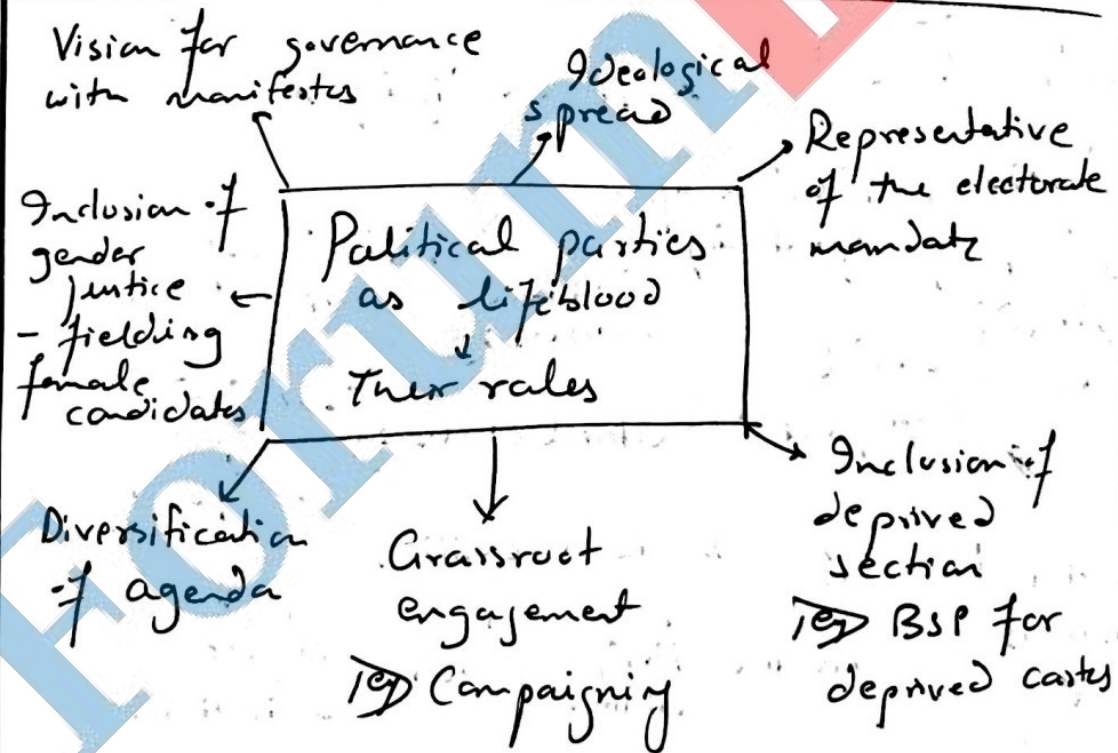 Vision for governance
with manifestos
Ideological
spread
Representative
of the electorate
mandate
Inclusion of
gender
justice
- fielding
female
candidates
Political parties
as lifeblood
↓
Their roles
Diversification
of agenda
Grassroot
engagement
eg Campaigning
Inclusion of
deprived
section
eg BSP for
deprived castes
Forum